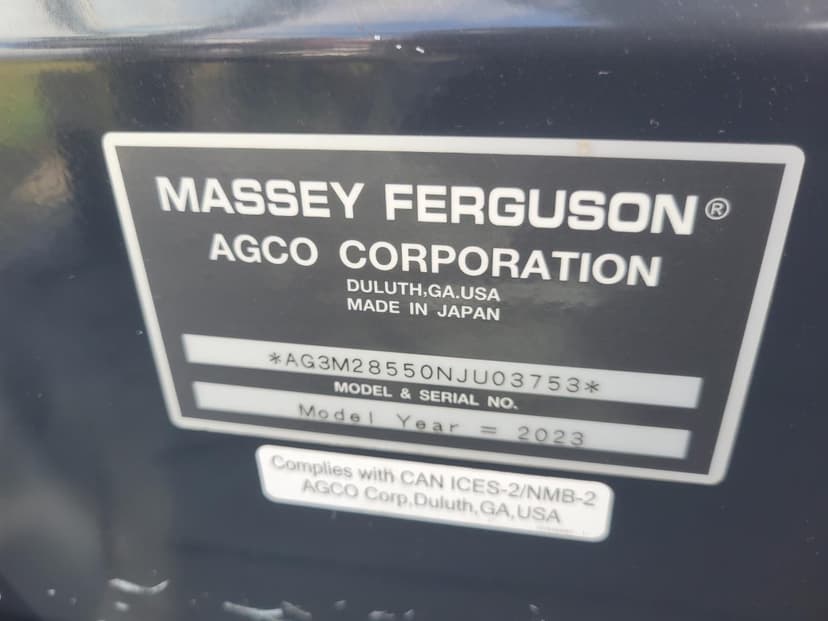 MASSEY FERGUSON®
AGCO CORPORATION
DULUTH,GA.USA
MADE IN JAPAN
*AG3M28550NJU03753*
MODEL & SERIAL NO.
Model Year = 2023
Complies with CAN ICES-2/NMB-2
AGCO Corp,Duluth,GA,USA